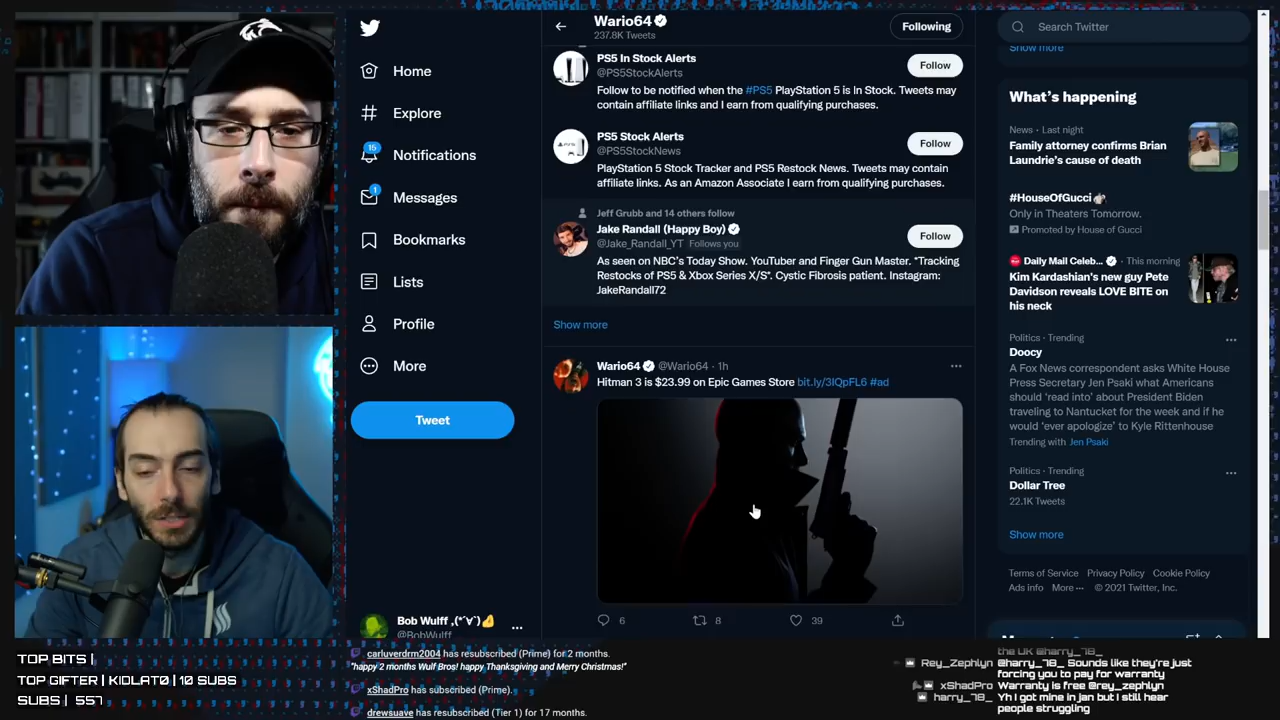 Home
Explore
15
Notifications
1
Messages
Bookmarks
Lists
Profile
More
Tweet
Bob Wulff ,(*´∀`)🤌
@BobWulff
Wario64
237.8K Tweets
Following
PS5 In Stock Alerts
@PS5StockAlerts
Follow
Follow to be notified when the #PS5 PlayStation 5 is In Stock. Tweets may
contain affiliate links and I earn from qualifying purchases.
PS5 Stock Alerts
@PS5StockNews
Follow
PlayStation 5 Stock Tracker and PS5 Restock News. Tweets may contain
affiliate links. As an Amazon Associate I earn from qualifying purchases.
Jeff Grubb and 14 others follow
Jake Randall (Happy Boy)
@Jake_Randall_YT Follows you
Follow
As seen on NBC's Today Show. YouTuber and Finger Gun Master. *Tracking
Restocks of PS5 & Xbox Series X/S*. Cystic Fibrosis patient. Instagram:
JakeRandall72
Show more
Wario64 @Wario64 · 1h
Hitman 3 is $23.99 on Epic Games Store bit.ly/3IQpFL6 #ad
6
8
39
Search Twitter
Show more
What's happening
News · Last night
Family attorney confirms Brian
Laundrie's cause of death
#HouseOfGucci
Only in Theaters Tomorrow.
Promoted by House of Gucci
Daily Mail Celeb... · This morning
Kim Kardashian's new guy Pete
Davidson reveals LOVE BITE on
his neck
Politics · Trending
Doocy
A Fox News correspondent asks White House
Press Secretary Jen Psaki what Americans
should 'read into' about President Biden
traveling to Nantucket for the week and if he
would 'ever apologize' to Kyle Rittenhouse
Trending with Jen Psaki
Politics · Trending
Dollar Tree
22.1K Tweets
Show more
Terms of Service Privacy Policy Cookie Policy
Ads info More ··· © 2021 Twitter, Inc.
TOP BITS |
TOP GIFTER | KIDLAT0 | 10 SUBS
SUBS | 557
carluverdrm2004 has resubscribed (Prime) for 2 months.
"happy 2 months Wulf Bros! happy Thanksgiving and Merry Christmas!"
xShadPro has subscribed (Prime).
drewsuave has resubscribed (Tier 1) for 17 months.
the UK @harry_78_
Rey_Zephlyn @harry_78_ Sounds like they're just
forcing you to pay for warranty
xShadPro Warranty is free @rey_zephlyn
harry_78_ Yh I got mine in jan but I still hear
people struggling